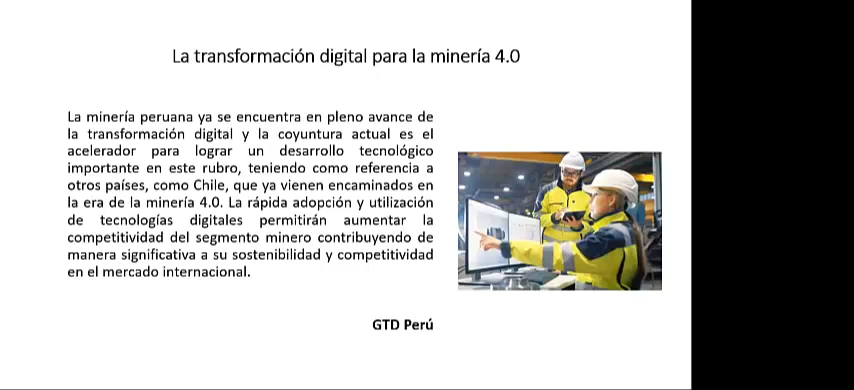 La transformación digital para la minería 4.0
La minería peruana ya se encuentra en pleno avance de
la transformación digital y la coyuntura actual es el
acelerador para lograr un desarrollo tecnológico
importante en este rubro, teniendo como referencia a
otros países, como Chile, que ya vienen encaminados en
la era de la minería 4.0. La rápida adopción y utilización
de tecnologías digitales permitirán aumentar la
competitividad del segmento minero contribuyendo de
manera significativa a su sostenibilidad y competitividad
en el mercado internacional.
GTD Perú